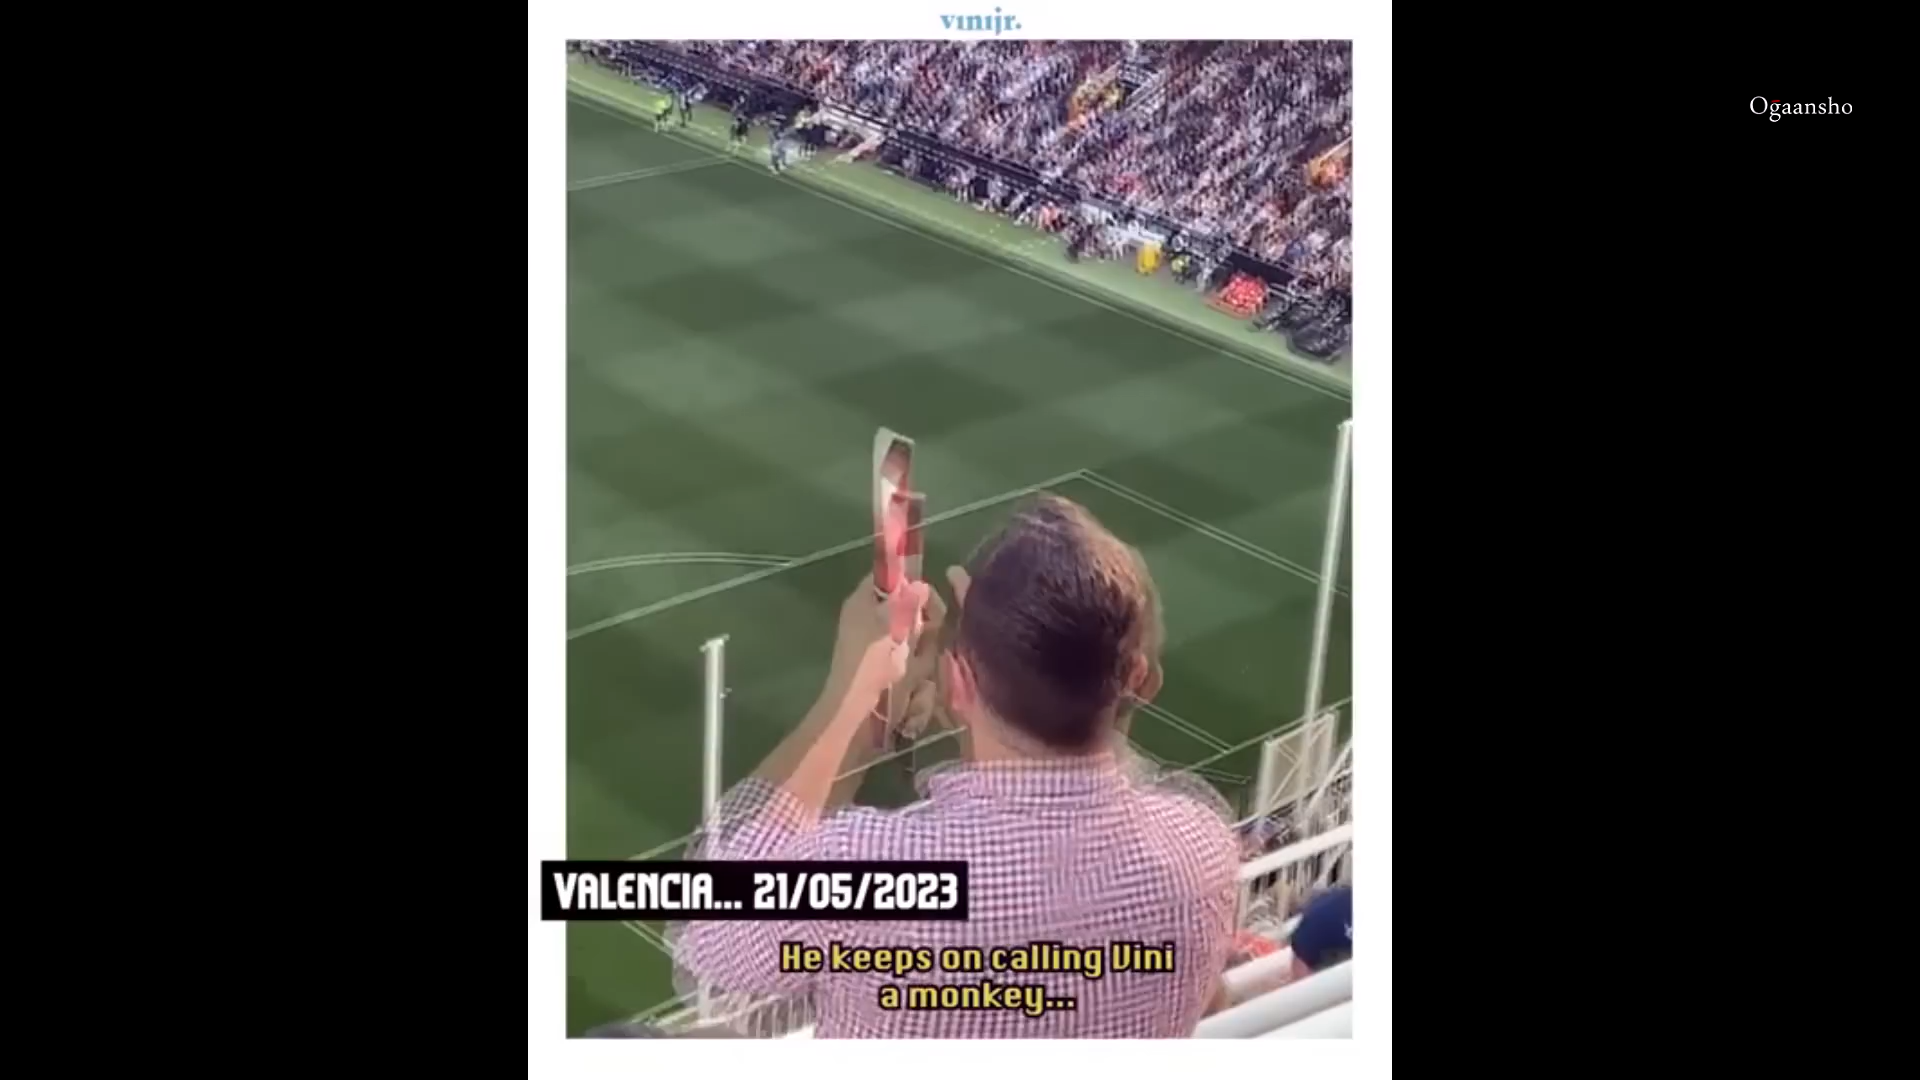 vinijr.
Ogaansho
VALENCIA... 21/05/2023
He keeps on calling Vini
a monkey...